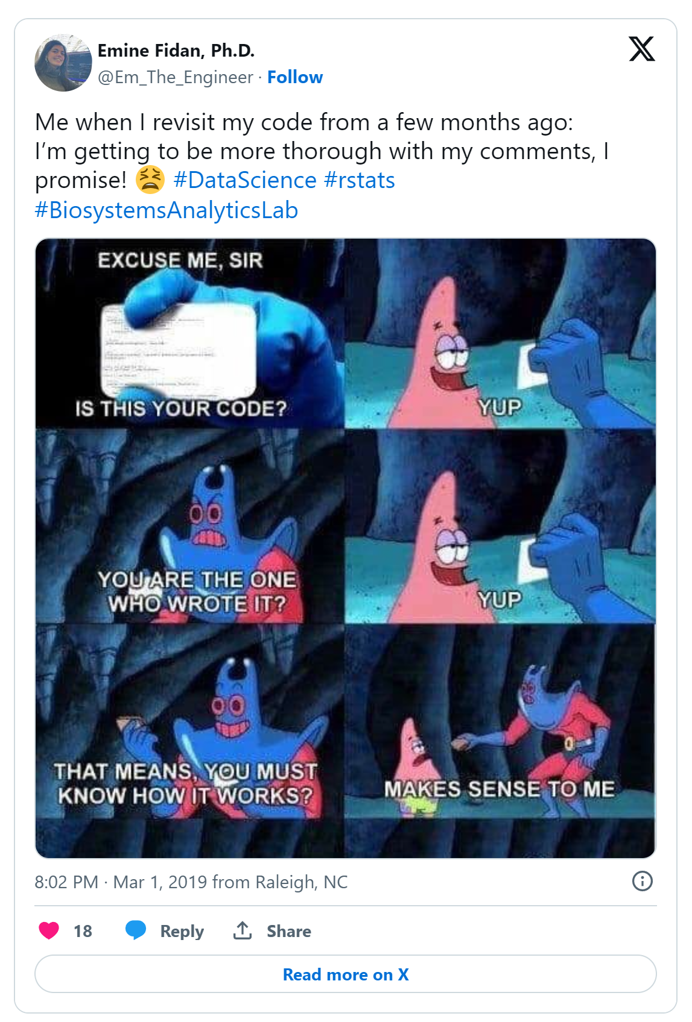 Emine Fidan, Ph.D.
@Em_The_Engineer · Follow
Me when I revisit my code from a few months ago:
I’m getting to be more thorough with my comments, I
promise! 😫 #DataScience #rstats
#BiosystemsAnalyticsLab
EXCUSE ME, SIR
IS THIS YOUR CODE?
YUP
YOU ARE THE ONE
WHO WROTE IT?
YUP
THAT MEANS, YOU MUST
KNOW HOW IT WORKS?
MAKES SENSE TO ME
8:02 PM · Mar 1, 2019 from Raleigh, NC
18 Reply Share
Read more on X